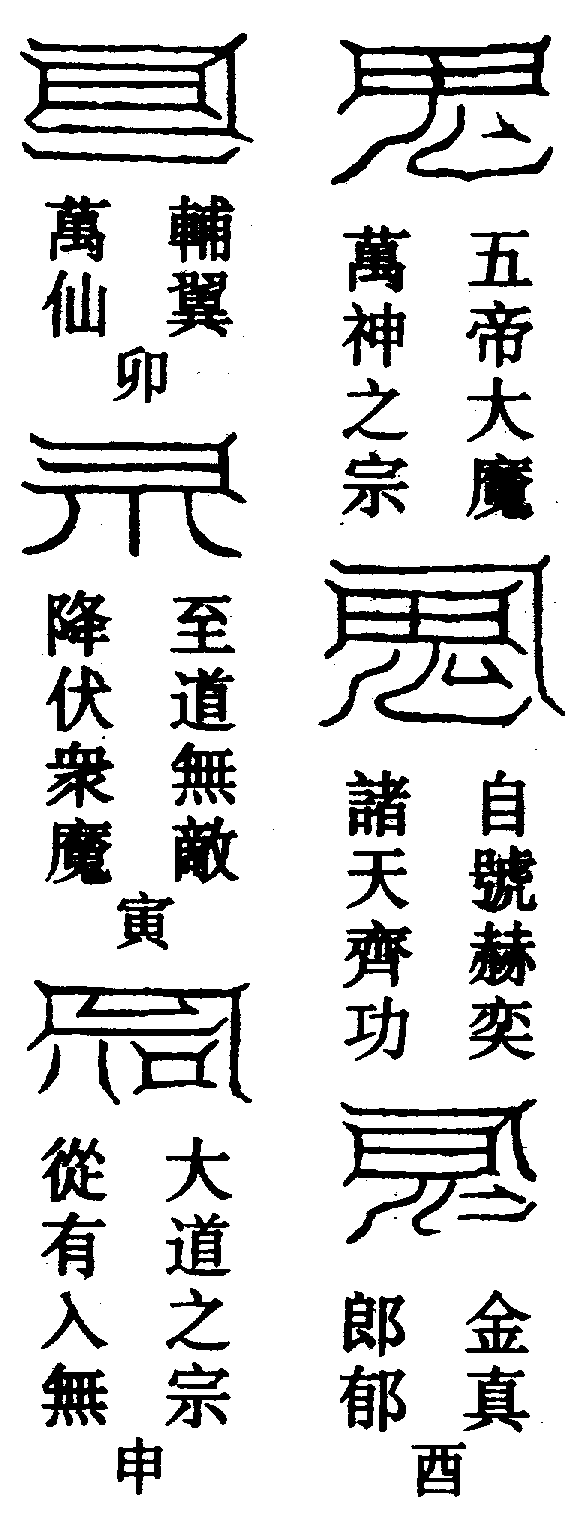 五帝大魔
萬神之宗
自號赫奕
諸天齊功
金真
郎郁
酉
輔翼
萬仙
卯
至道無敵
降伏衆魔
寅
大道之宗
從有入無
申